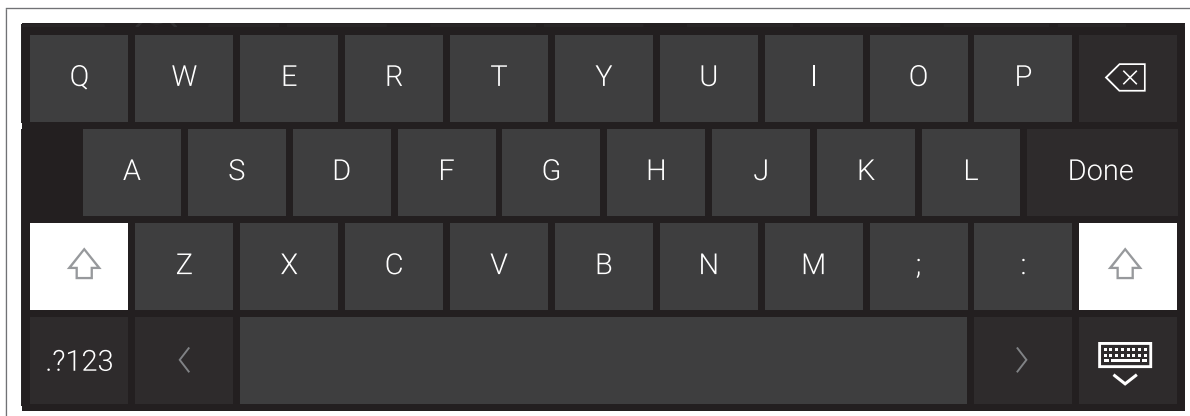 Q W E R T Y U I O P
A S D F G H J K L Done
Z X C V B N M ; :
.?123